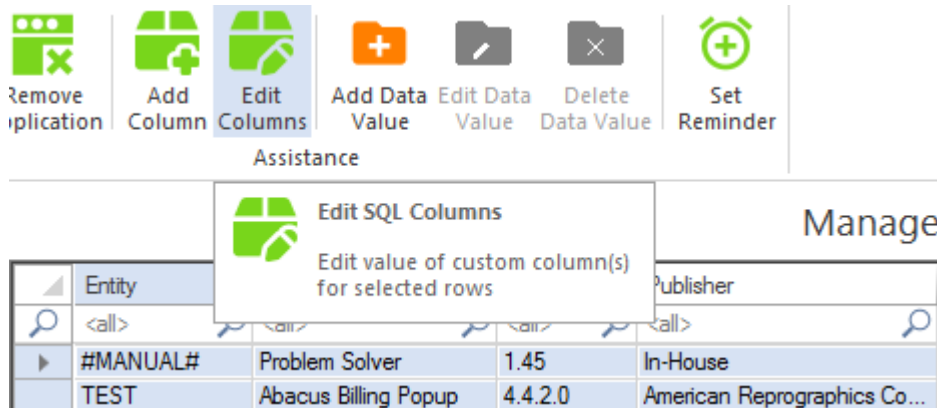 Remove Add Edit Add Data Edit Data Delete Set
plication Column Columns Value Value Data Value Reminder
Assistance
Edit SQL Columns
Manage
Edit value of custom column(s)
for selected rows
Entity Publisher
<all> <all> <all> <all>
#MANUAL# Problem Solver 1.45 In-House
TEST Abacus Billing Popup 4.4.2.0 American Reprographics Co...